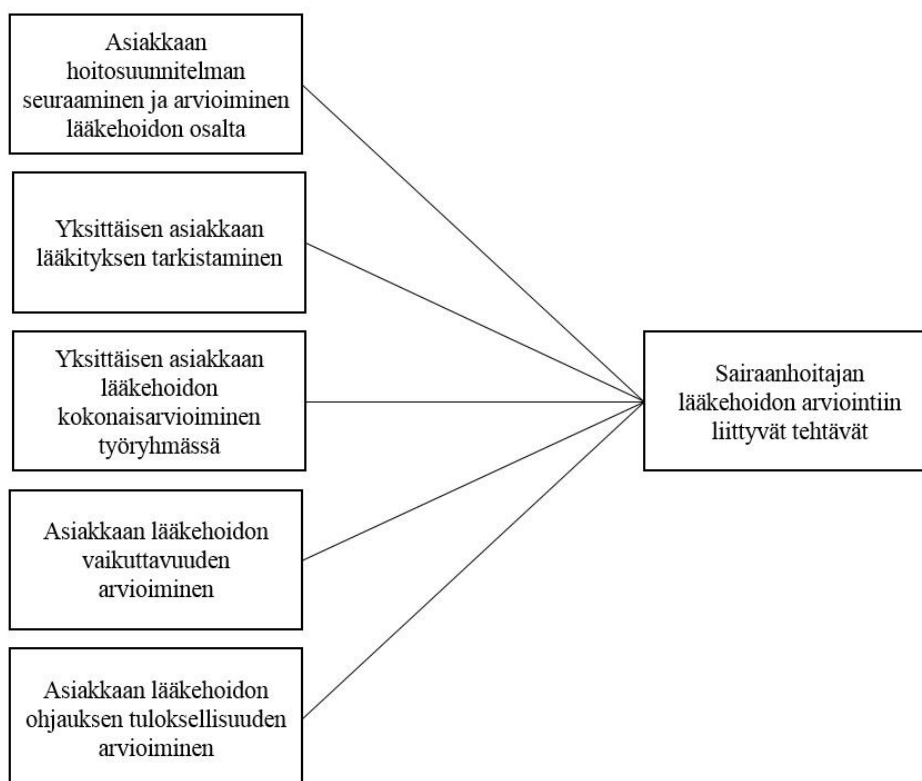 Asiakkaan
hoitosuunnitelman
seuraaminen ja arvioiminen
lääkehoidon osalta
Yksittäisen asiakkaan
lääkityksen tarkistaminen
Yksittäisen asiakkaan
lääkehoidon
kokonaisarvioiminen
työryhmässä
Asiakkaan lääkehoidon
vaikuttavuuden
arvioiminen
Asiakkaan lääkehoidon
ohjauksen tuloksellisuuden
arvioiminen
Sairaanhoitajan
lääkehoidon arviointiin
liittyvät tehtävät